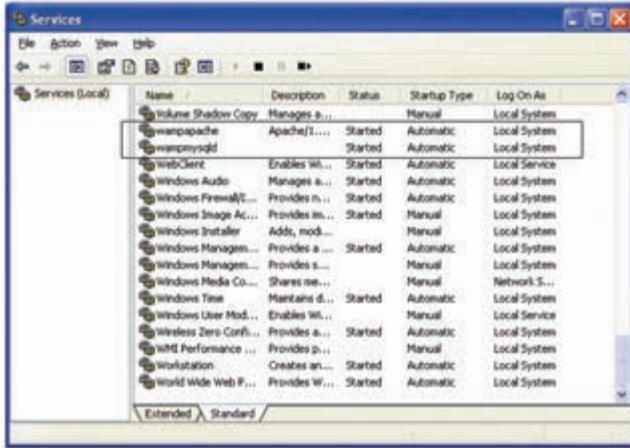 Services
File Action View Help
Services (Local)
Name Description Status Startup Type Log On As
Volume Shadow Copy Manages a... Manual Local System
wampapache Apache/1.... Started Automatic Local System
wampmysqld Started Automatic Local System
WebClient Enables Wi... Started Automatic Local Service
Windows Audio Manages a... Started Automatic Local System
Windows Firewall/I... Provides n... Started Automatic Local System
Windows Image Ac... Provides im... Started Manual Local System
Windows Installer Adds, modi... Manual Local System
Windows Managem... Provides a ... Started Automatic Local System
Windows Managem... Provides s... Manual Local System
Windows Media Co... Shares me... Manual Network S...
Windows Time Maintains d... Started Automatic Local System
Windows User Mod... Enables Wi... Manual Local Service
Wireless Zero Confi... Provides a... Started Automatic Local System
WMI Performance ... Provides p... Manual Local System
Workstation Creates an... Started Automatic Local System
World Wide Web P... Provides W... Started Automatic Local System
Extended Standard